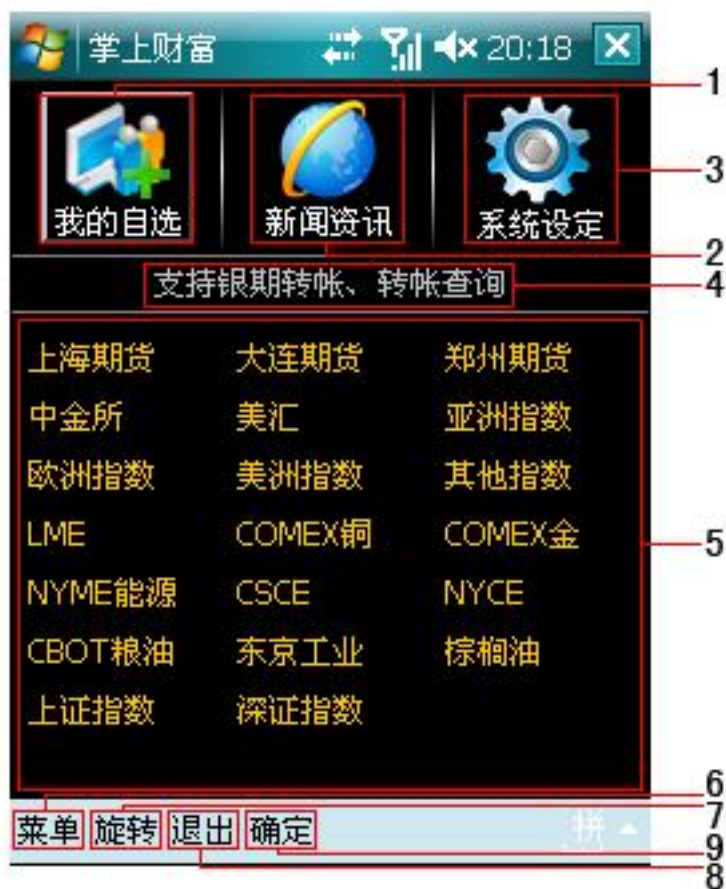 掌上财富 20:18
1
我的自选 新闻资讯 系统设定
3
2
支持银期转帐、转帐查询 4
上海期货 大连期货 郑州期货
中金所 美汇 亚洲指数
欧洲指数 美洲指数 其他指数
LME COMEX铜 COMEX金
5
NYME能源 CSCE NYCE
CBOT粮油 东京工业 棕榈油
上证指数 深证指数
6
菜单 旋转 退出 确定 拼
7
9
8